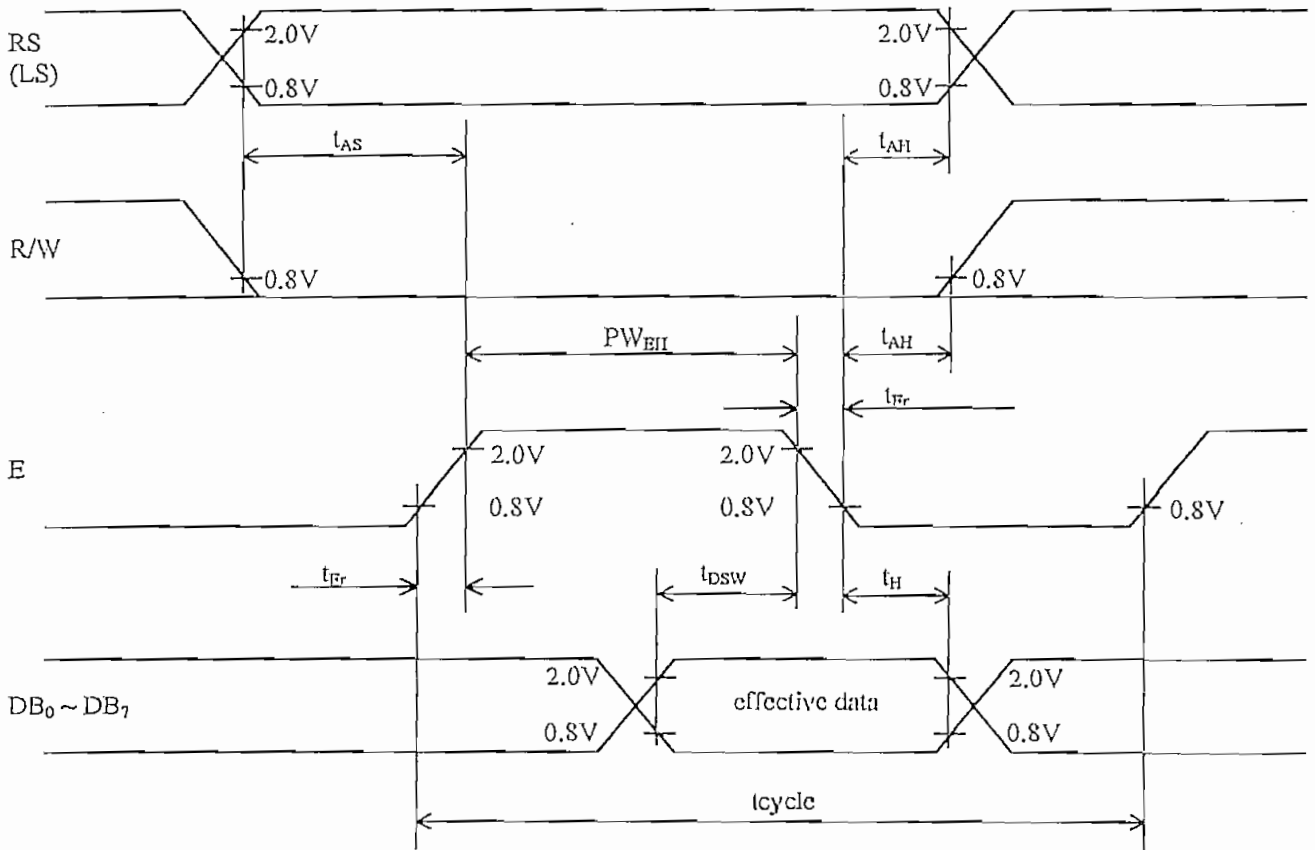 RS
(LS)
2.0V
2.0V
0.8V
0.8V
tAS
tAH
R/W
0.8V
0.8V
PWEH
tAH
tEr
E
2.0V
2.0V
0.8V
0.8V
0.8V
tEr
tDSW
tH
DB0 ~ DB7
2.0V
effective data
2.0V
0.8V
0.8V
tcycle